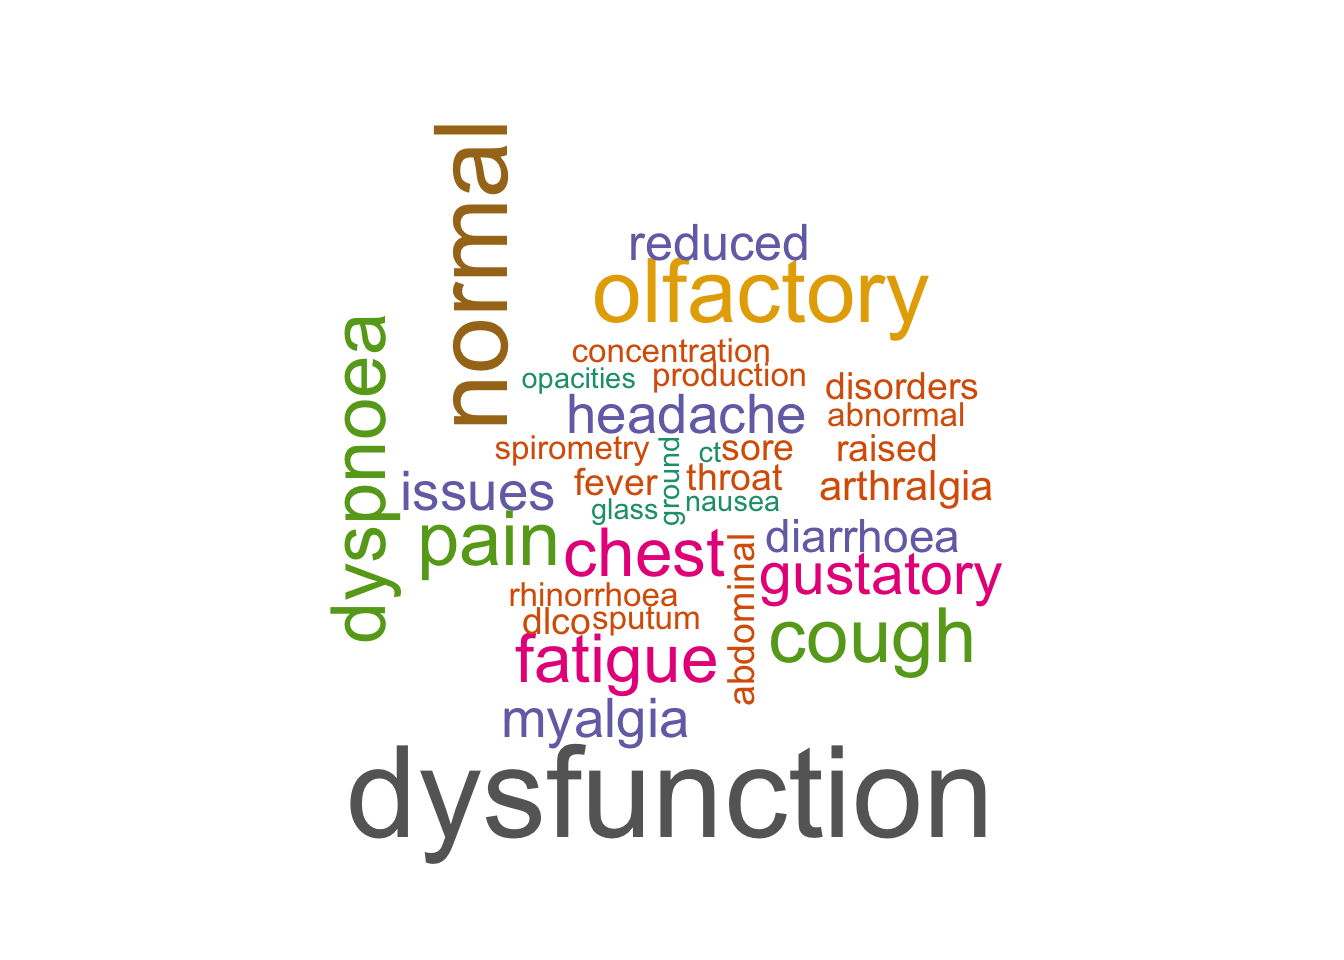 normal
reduced
olfactory
dyspnoea
concentration
opacities
production
disorders
headache
abnormal
spirometry
ground
ct
sore
raised
issues
fever
throat
arthralgia
glass
nausea
pain
chest
abdominal
diarrhoea
gustatory
rhinorrhoea
dlco
sputum
cough
fatigue
myalgia
dysfunction